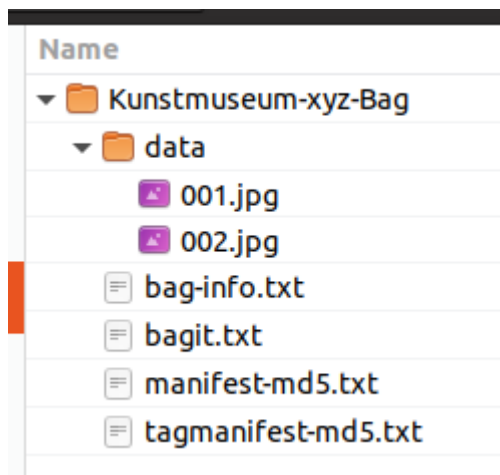 Name
Kunstmuseum-xyz-Bag
data
001.jpg
002.jpg
bag-info.txt
bagit.txt
manifest-md5.txt
tagmanifest-md5.txt